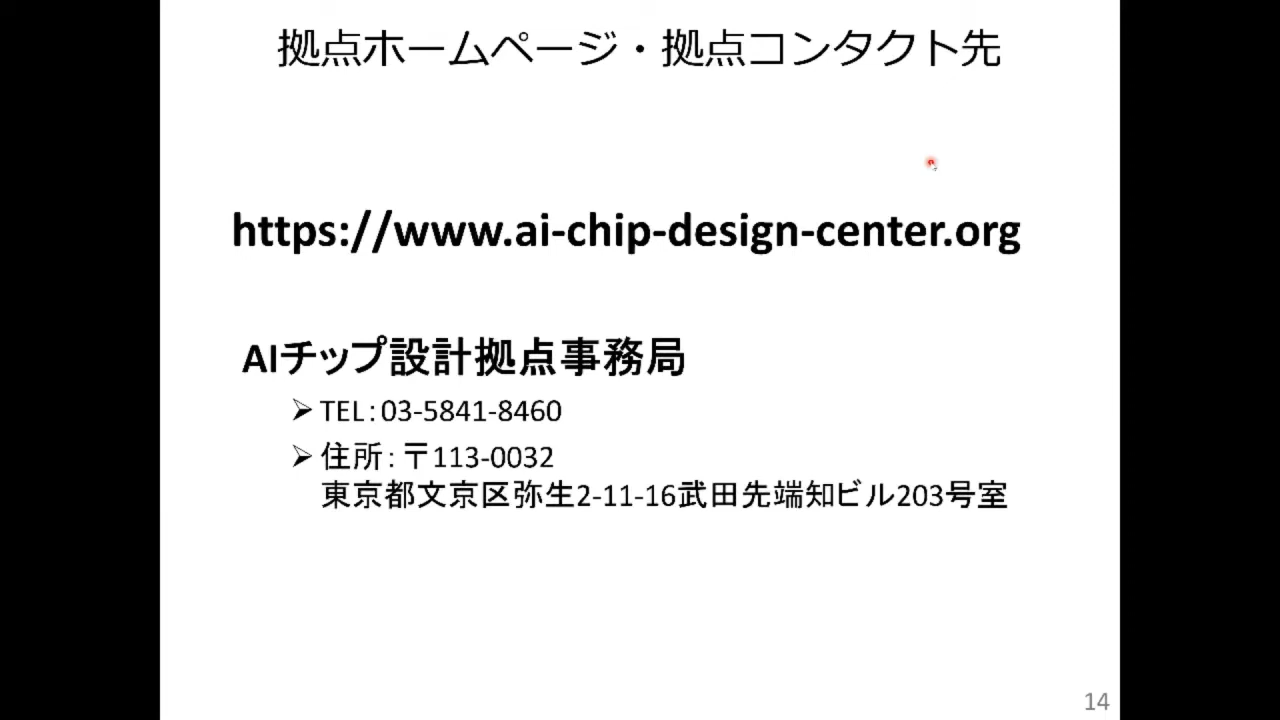 拠点ホームページ・拠点コンタクト先
https://www.ai-chip-design-center.org
AIチップ設計拠点事務局
➢ TEL：03-5841-8460
➢ 住所：〒113-0032
東京都文京区弥生2-11-16武田先端知ビル203号室
14